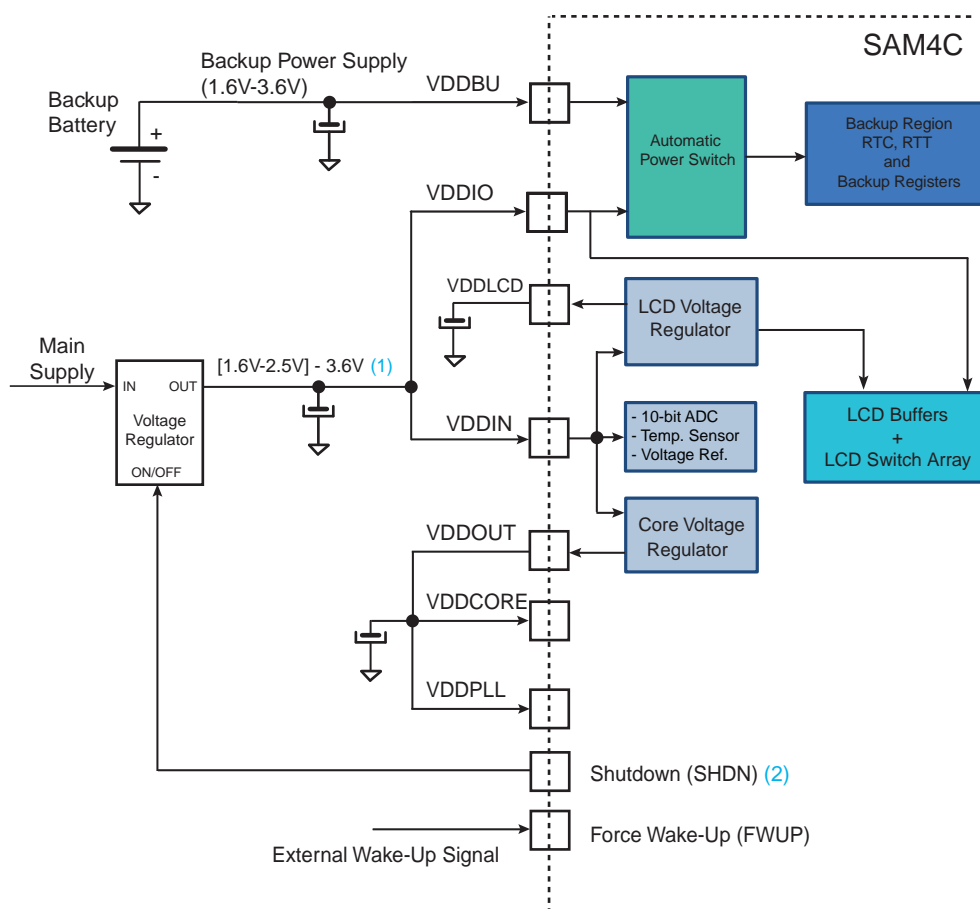 SAM4C
Backup Power Supply
(1.6V-3.6V)
VDDBU
Backup
Battery
+
-
Automatic
Power Switch
Backup Region
RTC, RTT
and
Backup Registers
VDDIO
VDDLCD
LCD Voltage
Regulator
Main
Supply
[1.6V-2.5V] - 3.6V (1)
IN
OUT
Voltage
Regulator
ON/OFF
VDDIN
- 10-bit ADC
- Temp. Sensor
- Voltage Ref.
LCD Buffers
+
LCD Switch Array
VDDOUT
Core Voltage
Regulator
VDDCORE
VDDPLL
Shutdown (SHDN) (2)
External Wake-Up Signal
Force Wake-Up (FWUP)